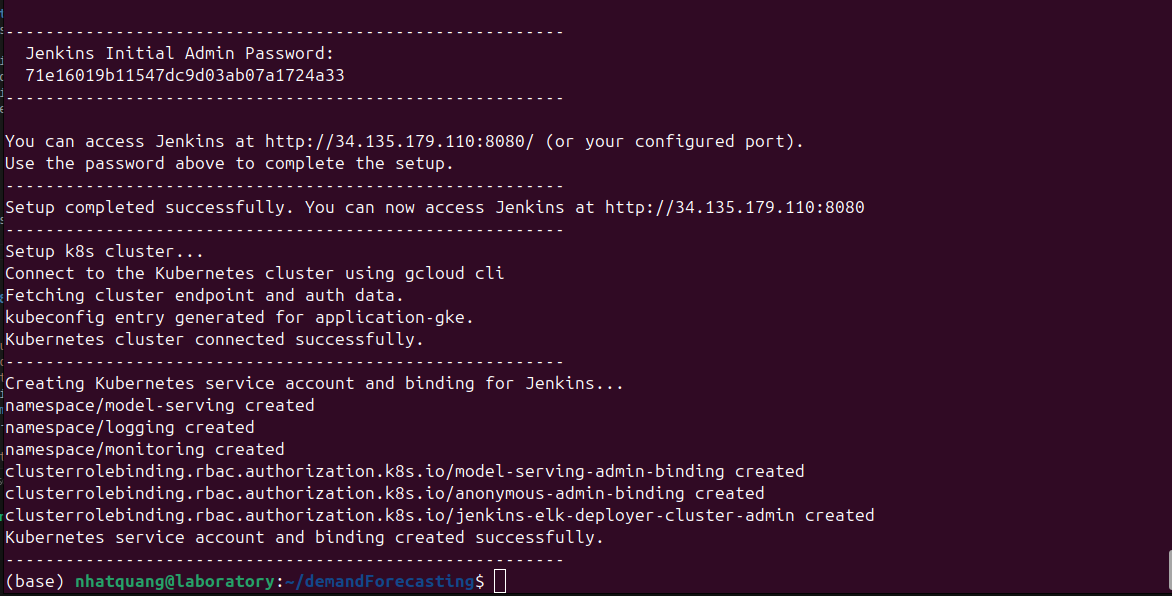 --------------------------------------------------------
Jenkins Initial Admin Password:
71e16019b11547dc9d03ab07a1724a33
--------------------------------------------------------
You can access Jenkins at http://34.135.179.110:8080/ (or your configured port).
Use the password above to complete the setup.
--------------------------------------------------------
Setup completed successfully. You can now access Jenkins at http://34.135.179.110:8080
--------------------------------------------------------
Setup k8s cluster...
Connect to the Kubernetes cluster using gcloud cli
Fetching cluster endpoint and auth data.
kubeconfig entry generated for application-gke.
Kubernetes cluster connected successfully.
--------------------------------------------------------
Creating Kubernetes service account and binding for Jenkins...
namespace/model-serving created
namespace/logging created
namespace/monitoring created
clusterrolebinding.rbac.authorization.k8s.io/model-serving-admin-binding created
clusterrolebinding.rbac.authorization.k8s.io/anonymous-admin-binding created
clusterrolebinding.rbac.authorization.k8s.io/jenkins-elk-deployer-cluster-admin created
Kubernetes service account and binding created successfully.
--------------------------------------------------------
(base) nhatquang@laboratory:~/demandForecasting$